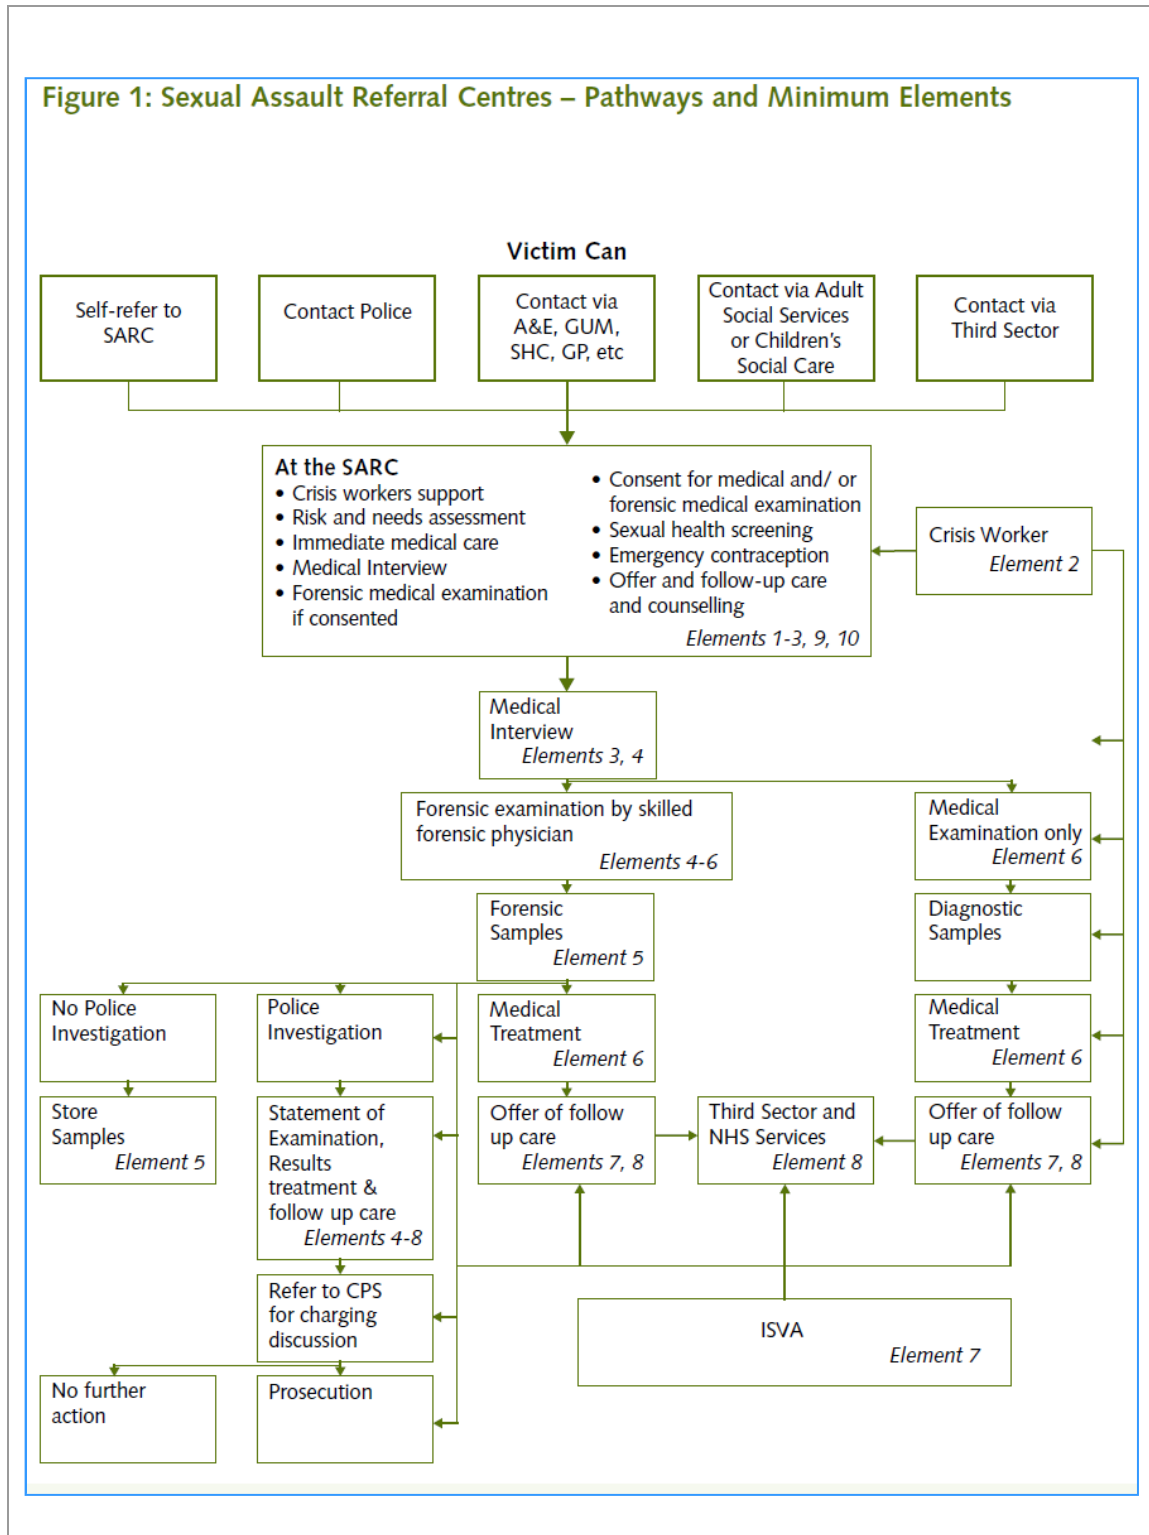 Figure 1: Sexual Assault Referral Centres – Pathways and Minimum Elements
Victim Can
Self-refer to
SARC
Contact Police
Contact via
A&E, GUM,
SHC, GP, etc
Contact via Adult
Social Services
or Children's
Social Care
Contact via
Third Sector
At the SARC
• Crisis workers support
• Risk and needs assessment
• Immediate medical care
• Medical Interview
• Forensic medical examination
if consented
• Consent for medical and/ or
forensic medical examination
• Sexual health screening
• Emergency contraception
• Offer and follow-up care
and counselling
Elements 1-3, 9, 10
Crisis Worker
Element 2
Medical
Interview
Elements 3, 4
Forensic examination by skilled
forensic physician
Elements 4-6
Medical
Examination only
Element 6
Forensic
Samples
Element 5
Diagnostic
Samples
No Police
Investigation
Police
Investigation
Medical
Treatment
Element 6
Medical
Treatment
Element 6
Store
Samples
Element 5
Statement of
Examination,
Results
treatment &
follow up care
Elements 4-8
Offer of follow
up care
Elements 7, 8
Third Sector and
NHS Services
Element 8
Offer of follow
up care
Elements 7, 8
Refer to CPS
for charging
discussion
ISVA
Element 7
No further
action
Prosecution